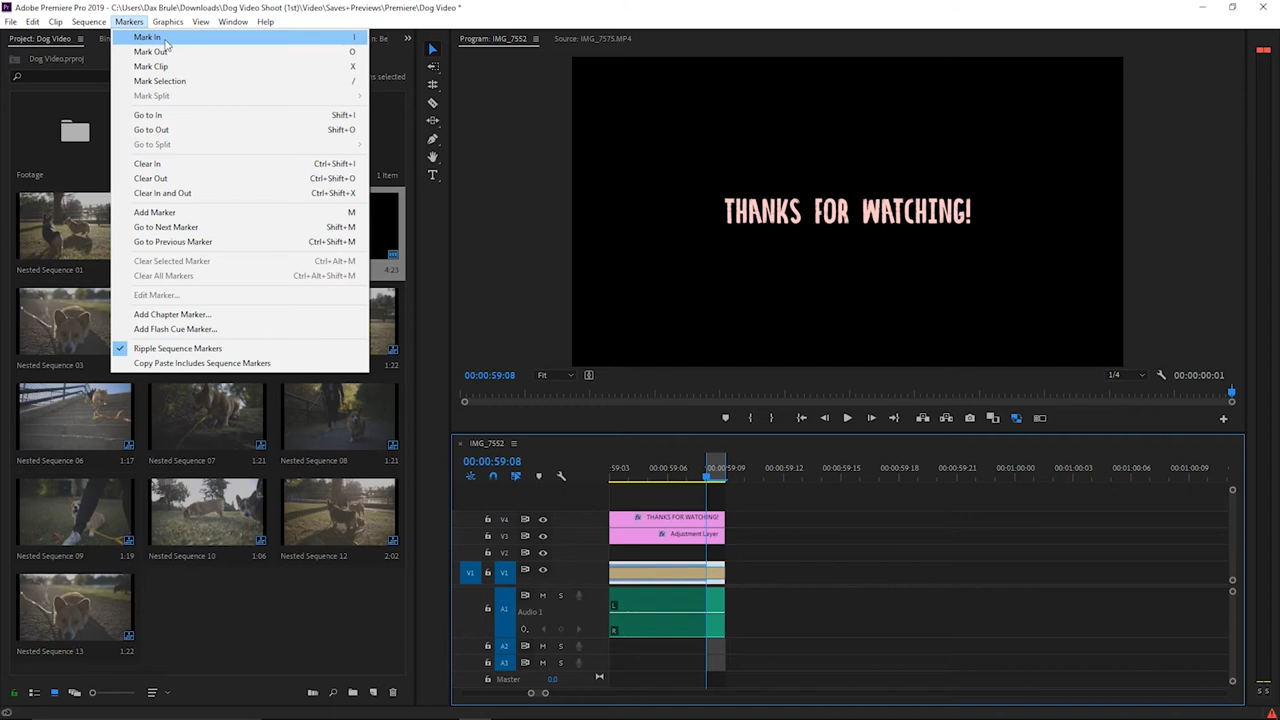 Adobe Premiere Pro 2019 - C:\Users\Dax Brule\Downloads\Dog Video Shoot (1st)\Video\Saves+Previews\Premiere\Dog Video *
File Edit Clip Sequence Markers Graphics View Window Help
Project: Dog Video
Dog Video.prproj
s selected
Footage
1 Item
Nested Sequence 01
4:23
Nested Sequence 03
1:22
Nested Sequence 06 1:17
Nested Sequence 07 1:21
Nested Sequence 08 1:21
Nested Sequence 09 1:19
Nested Sequence 10 1:06
Nested Sequence 12 2:02
Nested Sequence 13 1:22
Mark In I
Mark Out O
Mark Clip X
Mark Selection /
Mark Split
Go to In Shift+I
Go to Out Shift+O
Go to Split
Clear In Ctrl+Shift+I
Clear Out Ctrl+Shift+O
Clear In and Out Ctrl+Shift+X
Add Marker M
Go to Next Marker Shift+M
Go to Previous Marker Ctrl+Shift+M
Clear Selected Marker Ctrl+Alt+M
Clear All Markers Ctrl+Alt+Shift+M
Edit Marker...
Add Chapter Marker...
Add Flash Cue Marker...
Ripple Sequence Markers
Copy Paste Includes Sequence Markers
Program: IMG_7552 Source: IMG_7575.MP4
THANKS FOR WATCHING!
00:00:59:08 Fit 1/4 00:00:00:01
IMG_7552
00:00:59:08
:59:03 00:00:59:06 00:00:59:09 00:00:59:12 00:00:59:15 00:00:59:18 00:00:59:21 00:01:00:00 00:01:00:03 00:01:00:06 00:01:00:09
V4 THANKS FOR WATCHING!
V3 Adjustment Layer
V2
V1 V1
A1 M S L
Audio 1
R
A2 M S
A3 M S
Master 0.0
S S